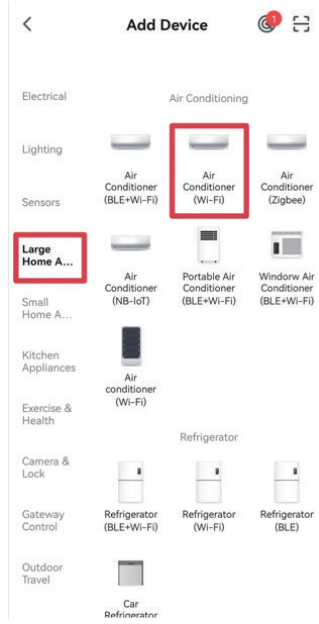 Add Device
Electrical
Lighting
Sensors
Large
Home A...
Small
Home A...
Kitchen
Appliances
Exercise &
Health
Camera &
Lock
Gateway
Control
Outdoor
Travel
Air Conditioning
Air
Conditioner
(BLE+Wi-Fi)
Air
Conditioner
(Wi-Fi)
Air
Conditioner
(Zigbee)
Air
Conditioner
(NB-IoT)
Portable Air
Conditioner
(BLE+Wi-Fi)
Windorw Air
Conditioner
(BLE+Wi-Fi)
Air
conditioner
(Wi-Fi)
Refrigerator
Refrigerator
(BLE+Wi-Fi)
Refrigerator
(Wi-Fi)
Refrigerator
(BLE)
Car
Refrigerator